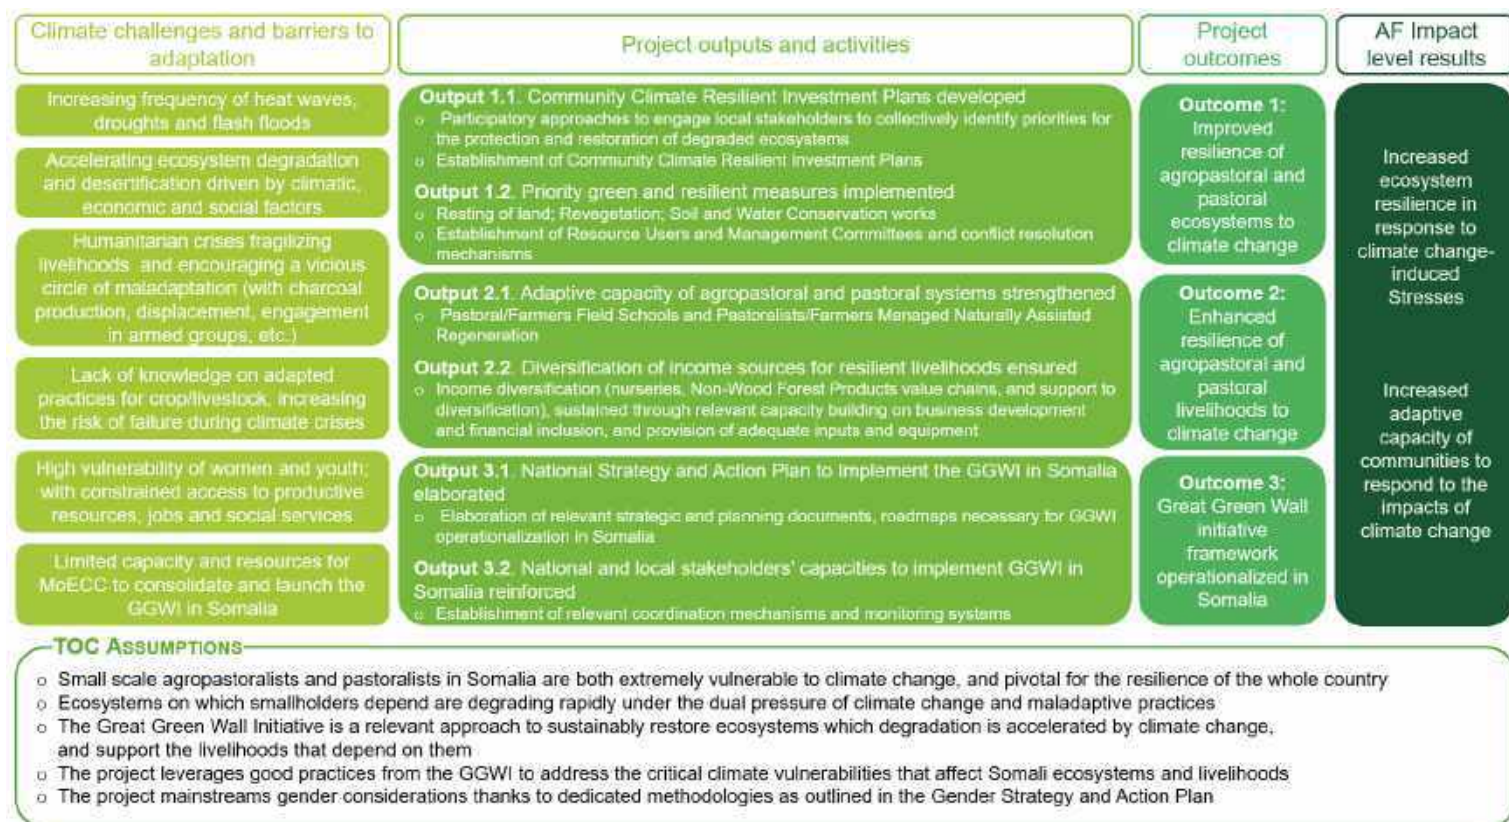 Climate challenges and barriers to
adaptation
Project outputs and activities
Project
outcomes
AF Impact
level results
Increasing frequency of heat waves,
droughts and flash floods
Accelerating ecosystem degradation
and desertification driven by climatic,
economic and social factors
Humanitarian crises fragilizing
livelihoods and encouraging a vicious
circle of maladaptation (with charcoal
production, displacement, engagement
in armed groups, etc.)
Lack of knowledge on adapted
practices for crop/livestock, increasing
the risk of failure during climate crises
High vulnerability of women and youth;
with constrained access to productive
resources, jobs and social services
Limited capacity and resources for
MoECC to consolidate and launch the
GGWI in Somalia
Output 1.1. Community Climate Resilient Investment Plans developed
o Participatory approaches to engage local stakeholders to collectively identify priorities for
the protection and restoration of degraded ecosystems
o Establishment of Community Climate Resilient Investment Plans
Output 1.2. Priority green and resilient measures implemented
o Resting of land; Revegetation; Soil and Water Conservation works
o Establishment of Resource Users and Management Committees and conflict resolution
mechanisms
Output 2.1. Adaptive capacity of agropastoral and pastoral systems strengthened
o Pastoral/Farmers Field Schools and Pastoralists/Farmers Managed Naturally Assisted
Regeneration
Output 2.2. Diversification of income sources for resilient livelihoods ensured
o Income diversification (nurseries, Non-Wood Forest Products value chains, and support to
diversification), sustained through relevant capacity building on business development
and financial inclusion, and provision of adequate inputs and equipment
Output 3.1. National Strategy and Action Plan to Implement the GGWI in Somalia
elaborated
o Elaboration of relevant strategic and planning documents, roadmaps necessary for GGWI
operationalization in Somalia
Output 3.2. National and local stakeholders' capacities to implement GGWI in
Somalia reinforced
o Establishment of relevant coordination mechanisms and monitoring systems
Outcome 1:
Improved
resilience of
agropastoral and
pastoral
ecosystems to
climate change
Outcome 2:
Enhanced
resilience of
agropastoral and
pastoral
livelihoods to
climate change
Outcome 3:
Great Green Wall
initiative
framework
operationalized in
Somalia
Increased
ecosystem
resilience in
response to
climate change-
induced
Stresses
Increased
adaptive
capacity of
communities to
respond to the
impacts of
climate change
TOC ASSUMPTIONS
o Small scale agropastoralists and pastoralists in Somalia are both extremely vulnerable to climate change, and pivotal for the resilience of the whole country
o Ecosystems on which smallholders depend are degrading rapidly under the dual pressure of climate change and maladaptive practices
o The Great Green Wall Initiative is a relevant approach to sustainably restore ecosystems which degradation is accelerated by climate change,
and support the livelihoods that depend on them
o The project leverages good practices from the GGWI to address the critical climate vulnerabilities that affect Somali ecosystems and livelihoods
o The project mainstreams gender considerations thanks to dedicated methodologies as outlined in the Gender Strategy and Action Plan